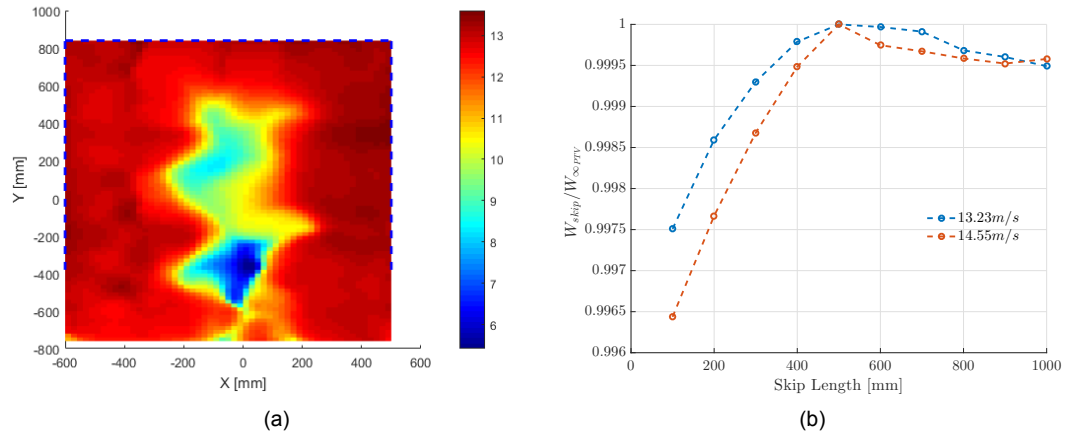 1000
800
600
400
200
0
-200
-400
-600
-800
Y [mm]
-600 -400 -200 0 200 400 600
X [mm]
13
12
11
10
9
8
7
6
(a)
1
0.9995
0.999
0.9985
0.998
0.9975
0.997
0.9965
0.996
W_skip/W_∞PTV
13.23m/s
14.55m/s
200 400 600 800 1000
Skip Length [mm]
(b)